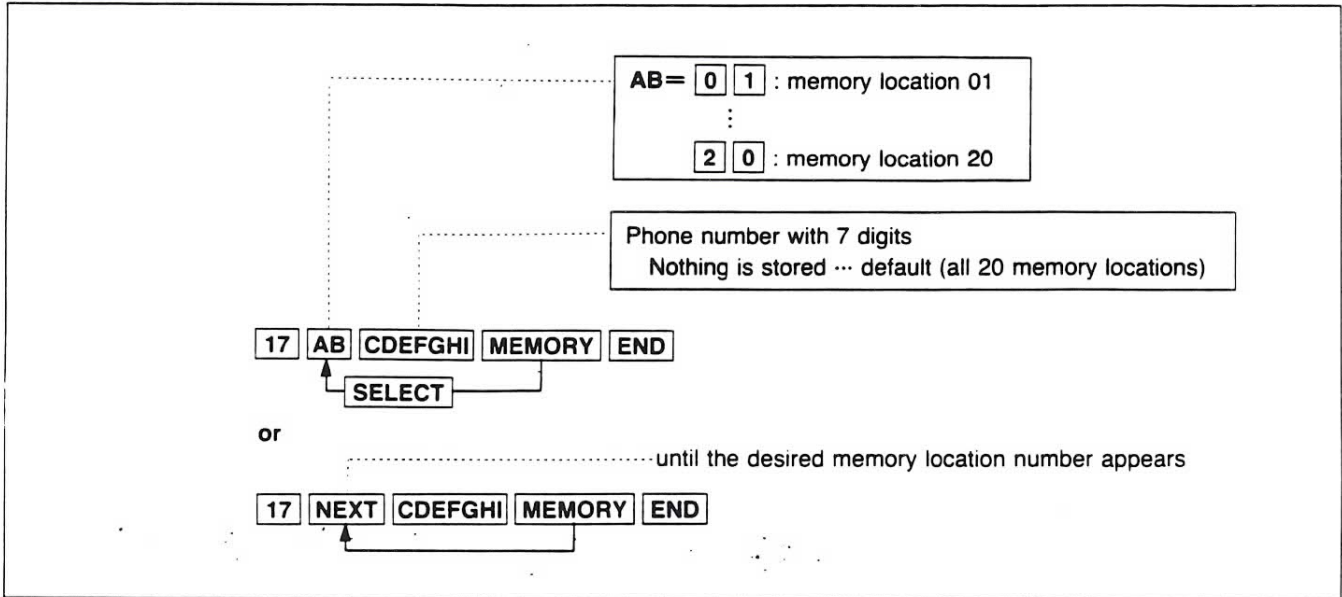 AB= 0 1 : memory location 01
⋮
2 0 : memory location 20
Phone number with 7 digits
Nothing is stored ··· default (all 20 memory locations)
17 AB CDEFGHI MEMORY END
SELECT
or
until the desired memory location number appears
17 NEXT CDEFGHI MEMORY END